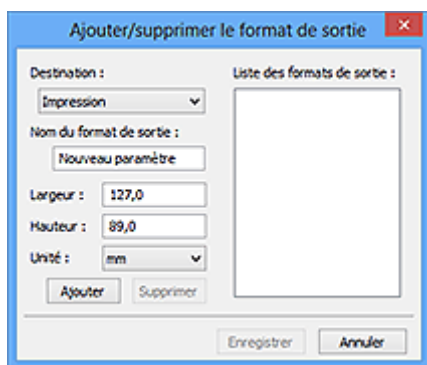 Ajouter/supprimer le format de sortie
Destination :
Impression
Nom du format de sortie :
Nouveau paramètre
Largeur : 127,0
Hauteur : 89,0
Unité : mm
Ajouter Supprimer
Liste des formats de sortie :
Enregistrer Annuler